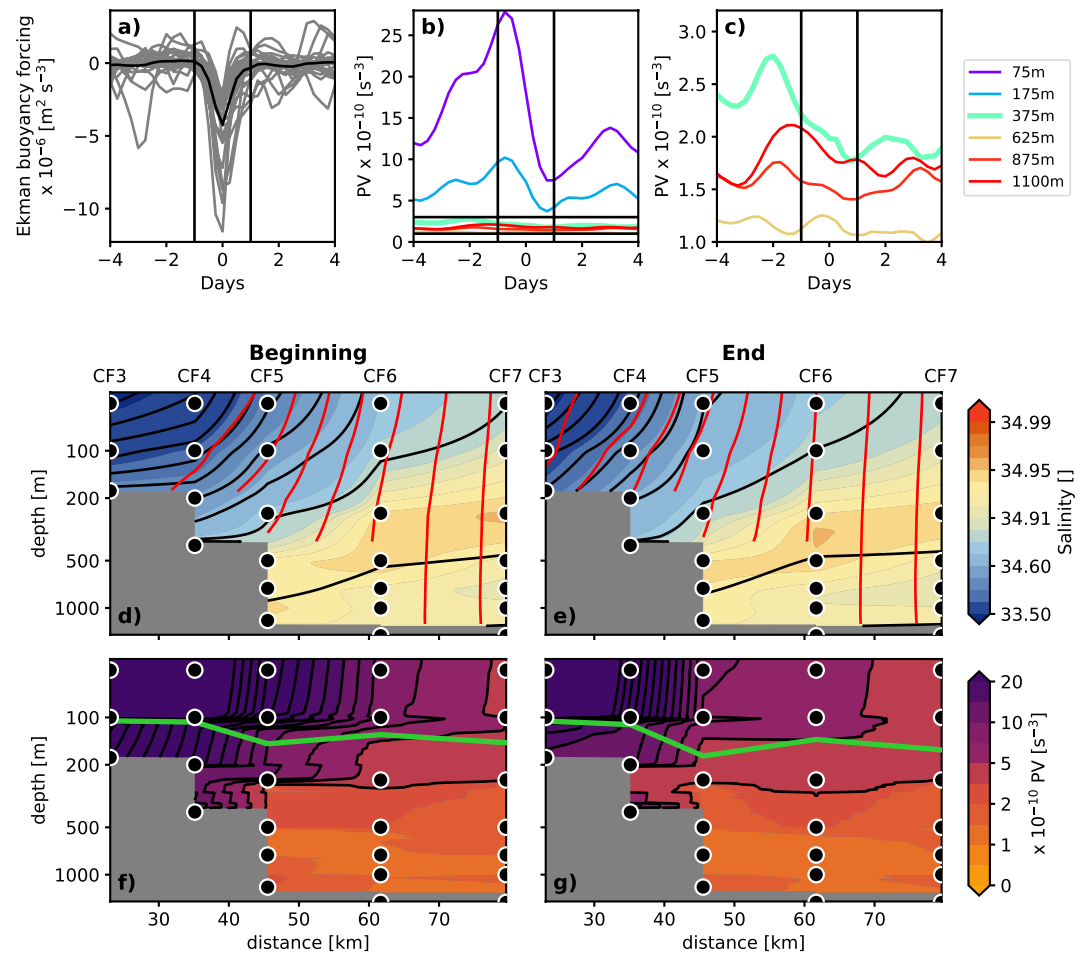 a)
Ekman buoyancy forcing
x 10⁻⁶ [m² s⁻³]
0
−5
−10
−4 −2 0 2 4
Days
b)
PV x 10⁻¹⁰ [s⁻³]
25
20
15
10
5
0
−4 −2 0 2 4
Days
c)
PV x 10⁻¹⁰ [s⁻³]
3.0
2.5
2.0
1.5
1.0
−4 −2 0 2 4
Days
75m
175m
375m
625m
875m
1100m
Beginning
CF3 CF4 CF5 CF6 CF7
depth [m]
100
200
500
1000
d)
End
CF3 CF4 CF5 CF6 CF7
e)
34.99
34.95
34.91
34.60
33.50
Salinity []
depth [m]
100
200
500
1000
f)
30 40 50 60 70
distance [km]
g)
30 40 50 60 70
distance [km]
20
10
5
2
1
0
x 10⁻¹⁰ PV [s⁻³]